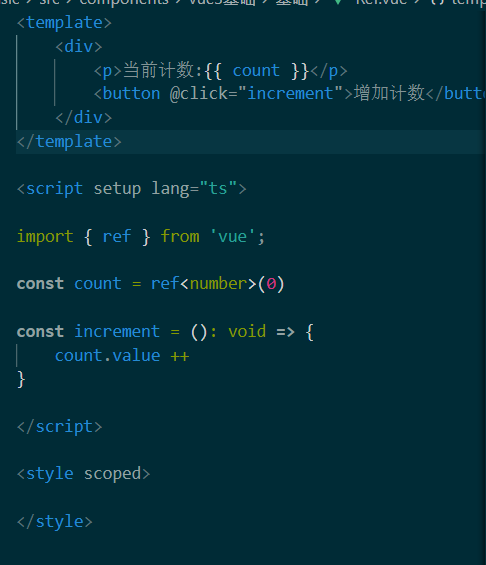 src > components > vue3基础 > 基础 > Ref.vue > {} temp
<template>
    <div>
        <p>当前计数:{{ count }}</p>
        <button @click="increment">增加计数</butt
    </div>
</template>
<script setup lang="ts">
import { ref } from 'vue';
const count = ref<number>(0)
const increment = (): void => {
    count.value ++
}
</script>
<style scoped>
</style>